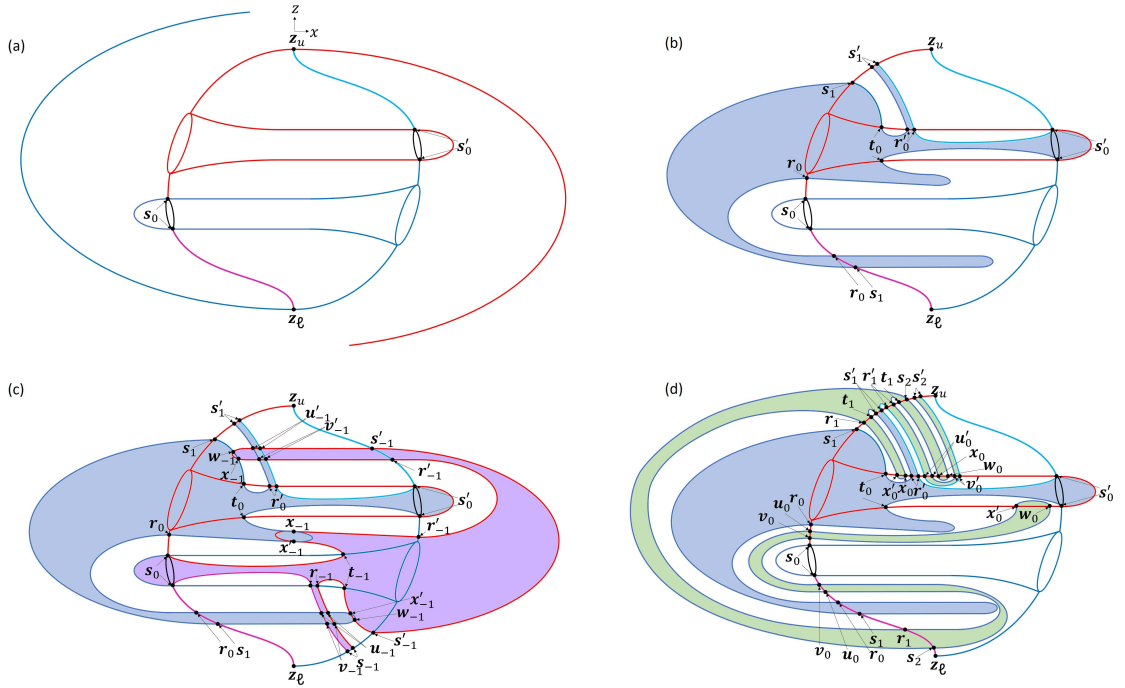 (a)
z
x
z_u
s'_0
s_0
z_ℓ
(b)
s'_1
z_u
s_1
t_0
r'_0
s'_0
r_0
s_0
r_0 s_1
z_ℓ
(c)
z_u
s'_1
u'_{-1}
v'_{-1}
s'_{-1}
s_1
w_{-1}
x_{-1}
r'_{-1}
t_0
r'_0
s'_0
r_0
x_{-1}
r'_{-1}
x'_{-1}
s_0
r_{-1}
t_{-1}
x'_{-1}
w_{-1}
r_0 s_1
u_{-1}
s'_{-1}
v_{-1}
s_{-1}
z_ℓ
(d)
s'_1 r'_1 t_1 s_2 s'_2
z_u
t_1
r_1
s_1
u'_0
x_0
w_0
t_0
x'_0 x_0 r'_0
v'_0
s'_0
r_0
u_0
v_0
x'_0
w_0
s_0
s_1
r_1
v_0
u_0
r_0
s_2
z_ℓ